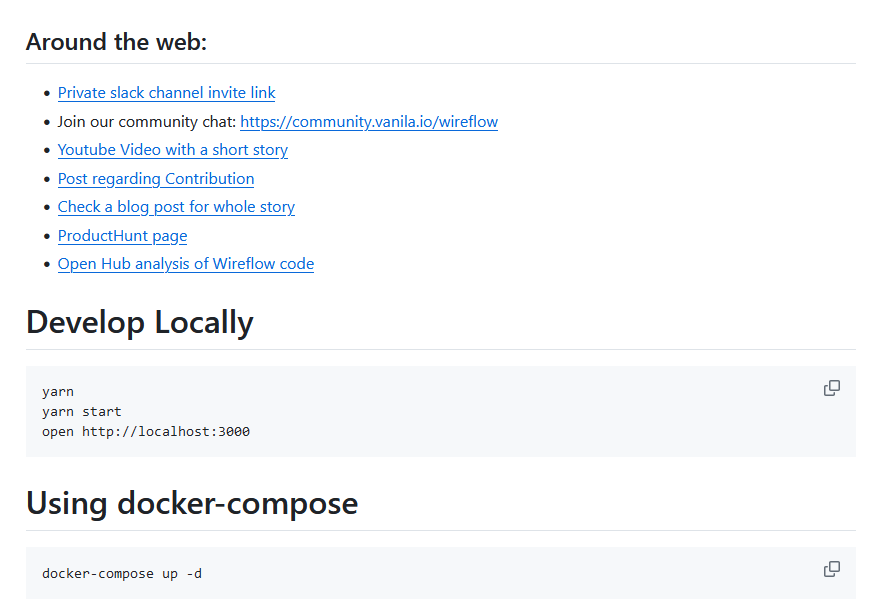 Around the web:
Private slack channel invite link
Join our community chat: https://community.vanila.io/wireflow
Youtube Video with a short story
Post regarding Contribution
Check a blog post for whole story
ProductHunt page
Open Hub analysis of Wireflow code
Develop Locally
yarn
yarn start
open http://localhost:3000
Using docker-compose
docker-compose up -d